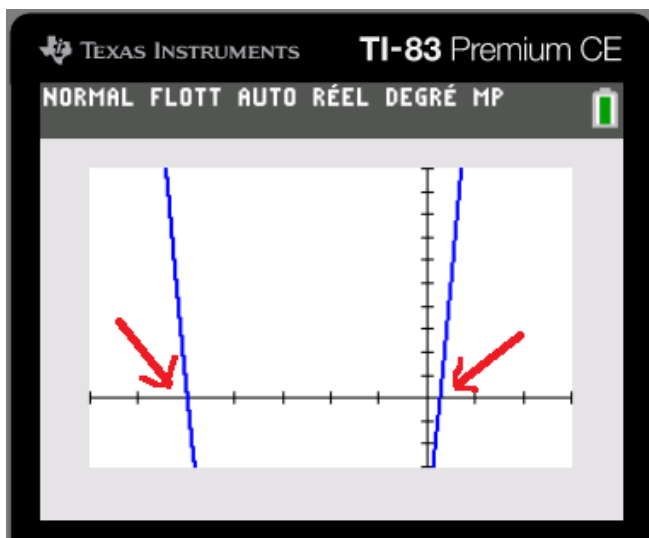 TEXAS INSTRUMENTS TI-83 Premium CE
NORMAL FLOTT AUTO RÉEL DEGRÉ MP